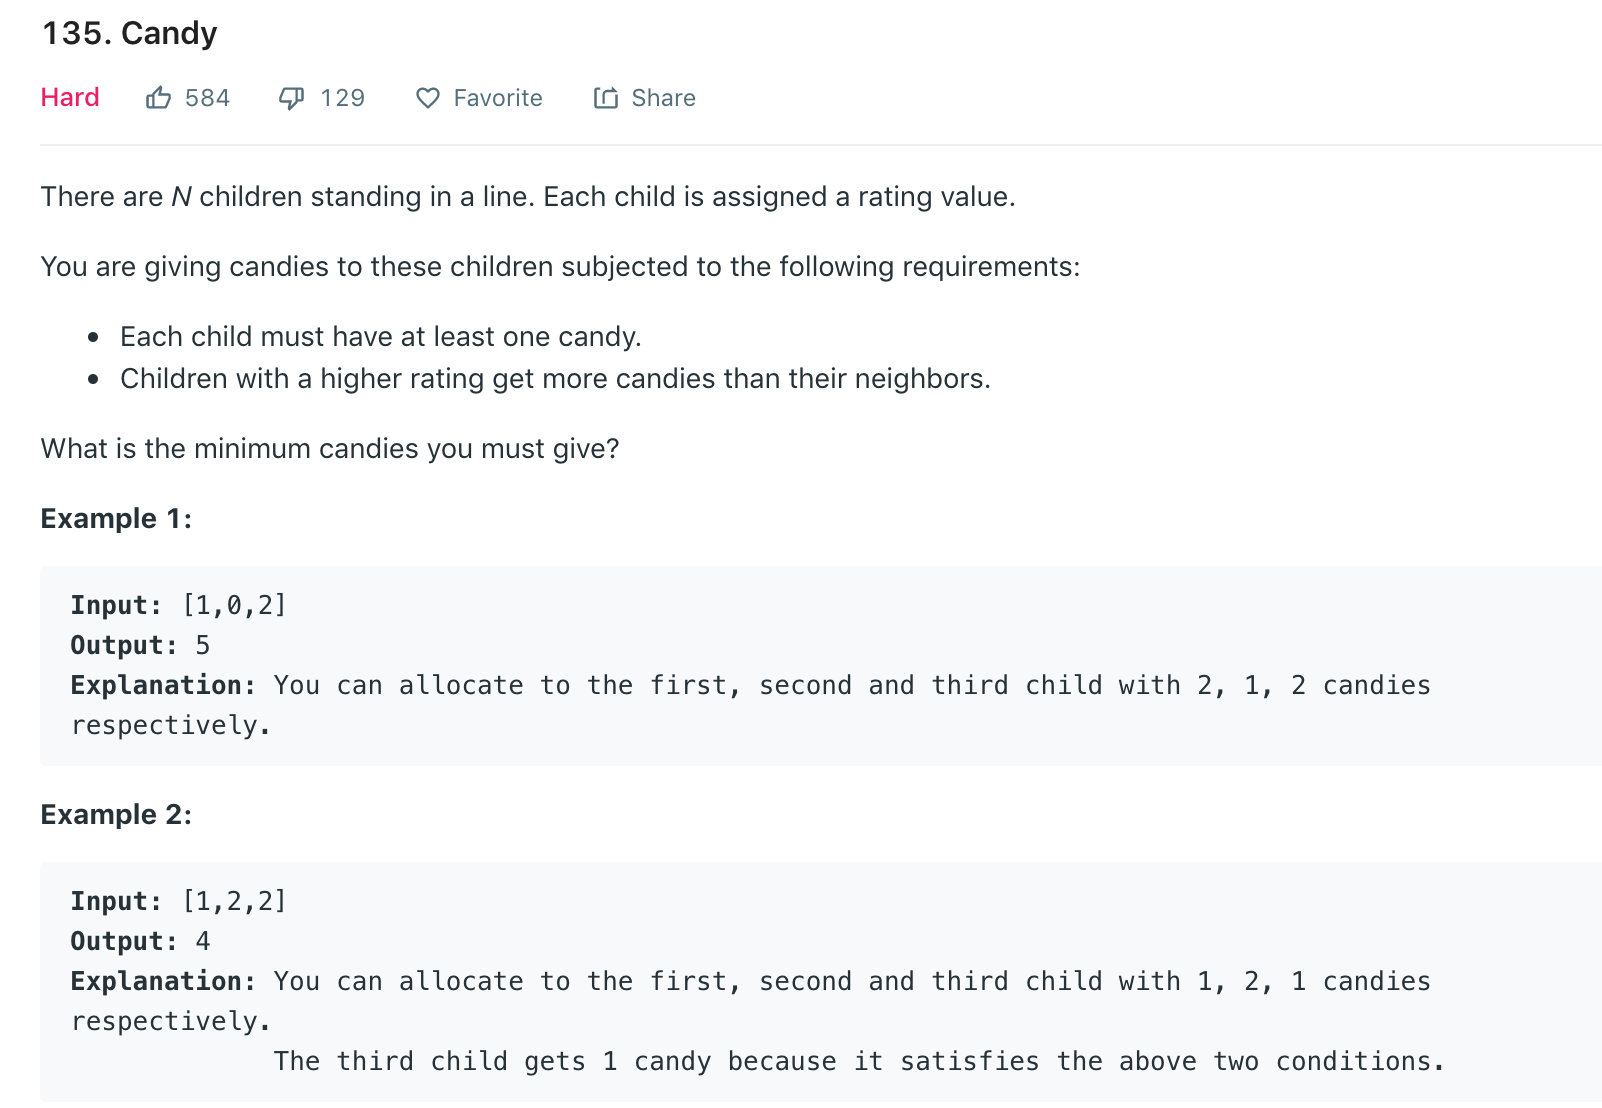 135. Candy
Hard 584 129 Favorite Share
There are N children standing in a line. Each child is assigned a rating value.
You are giving candies to these children subjected to the following requirements:
• Each child must have at least one candy.
• Children with a higher rating get more candies than their neighbors.
What is the minimum candies you must give?
Example 1:
Input: [1,0,2]
Output: 5
Explanation: You can allocate to the first, second and third child with 2, 1, 2 candies
respectively.
Example 2:
Input: [1,2,2]
Output: 4
Explanation: You can allocate to the first, second and third child with 1, 2, 1 candies
respectively.
The third child gets 1 candy because it satisfies the above two conditions.